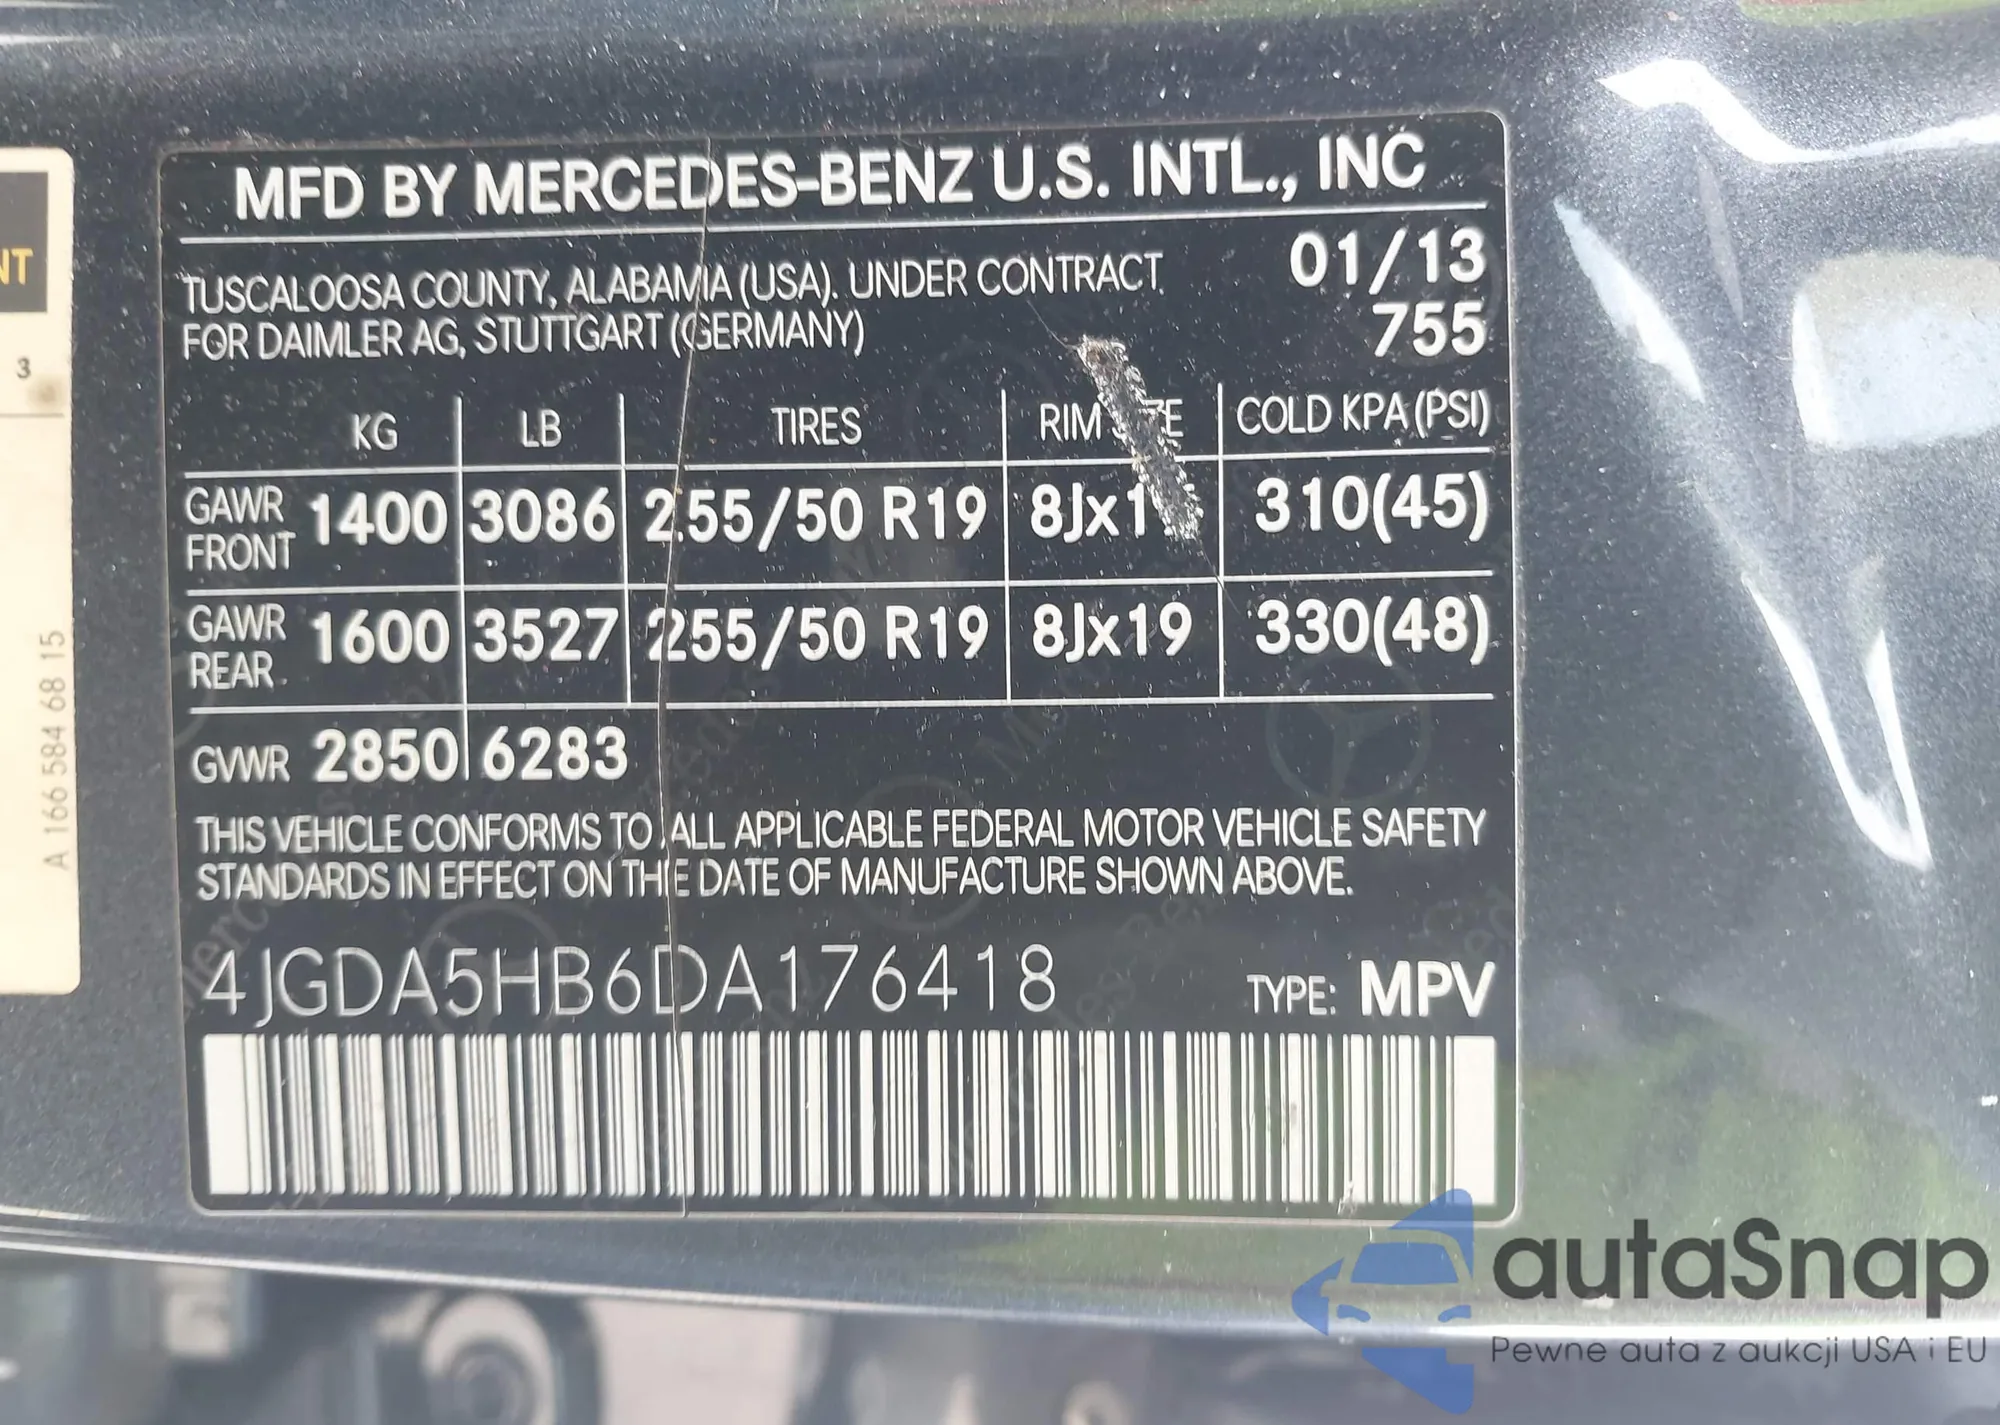 MFD BY MERCEDES-BENZ U.S. INTL., INC
TUSCALOOSA COUNTY, ALABAMIA (USA). UNDER CONTRACT
FOR DAIMLER AG, STUTTGART (GERMANY)
01/13
755
KG LB TIRES RIM COLD KPA (PSI)
GAWR FRONT 1400 3086 255/50 R19 310(45)
GAWR REAR 1600 3527 255/50 R19 8Jx19 330(48)
GVWR 2850 6283
THIS VEHICLE CONFORMS TO ALL APPLICABLE FEDERAL MOTOR VEHICLE SAFETY
STANDARDS IN EFFECT ON THE DATE OF MANUFACTURE SHOWN ABOVE.
4JGDA5HB6DA176418 TYPE: MPV
NT
3
A 166 584 68 15
autaSnap
Pewne auta z aukcji USA i EU